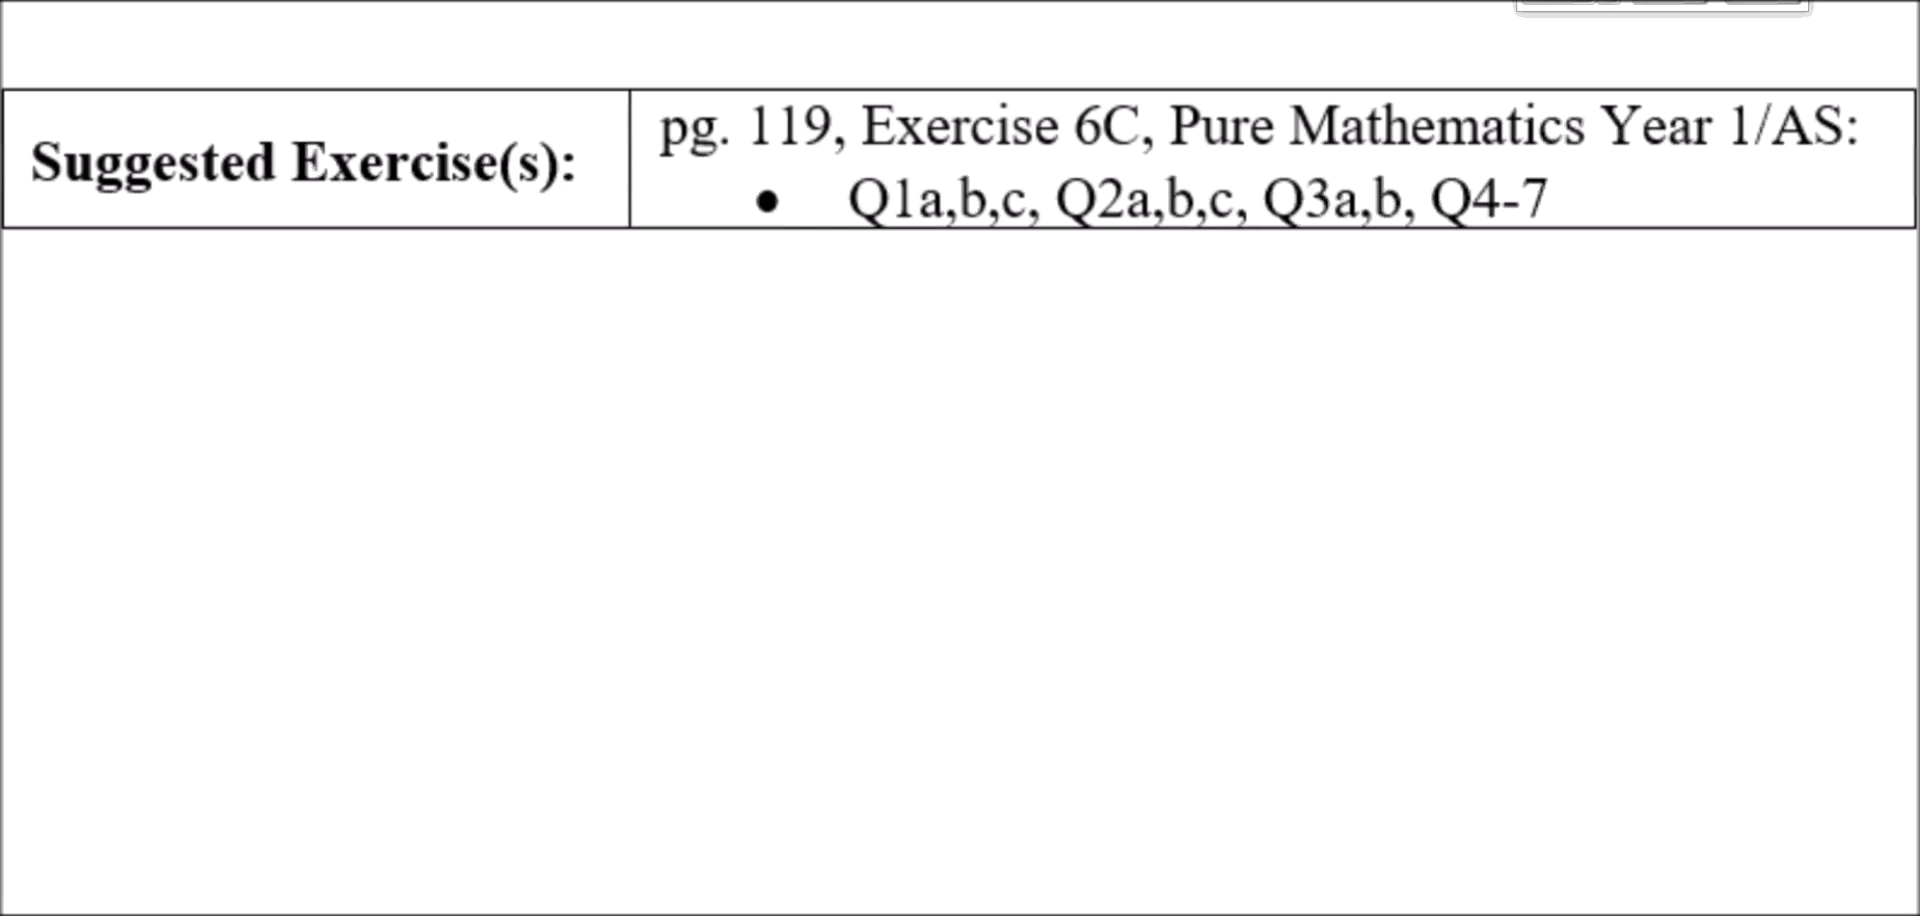 Suggested Exercise(s):
pg. 119, Exercise 6C, Pure Mathematics Year 1/AS:
● Q1a,b,c, Q2a,b,c, Q3a,b, Q4-7